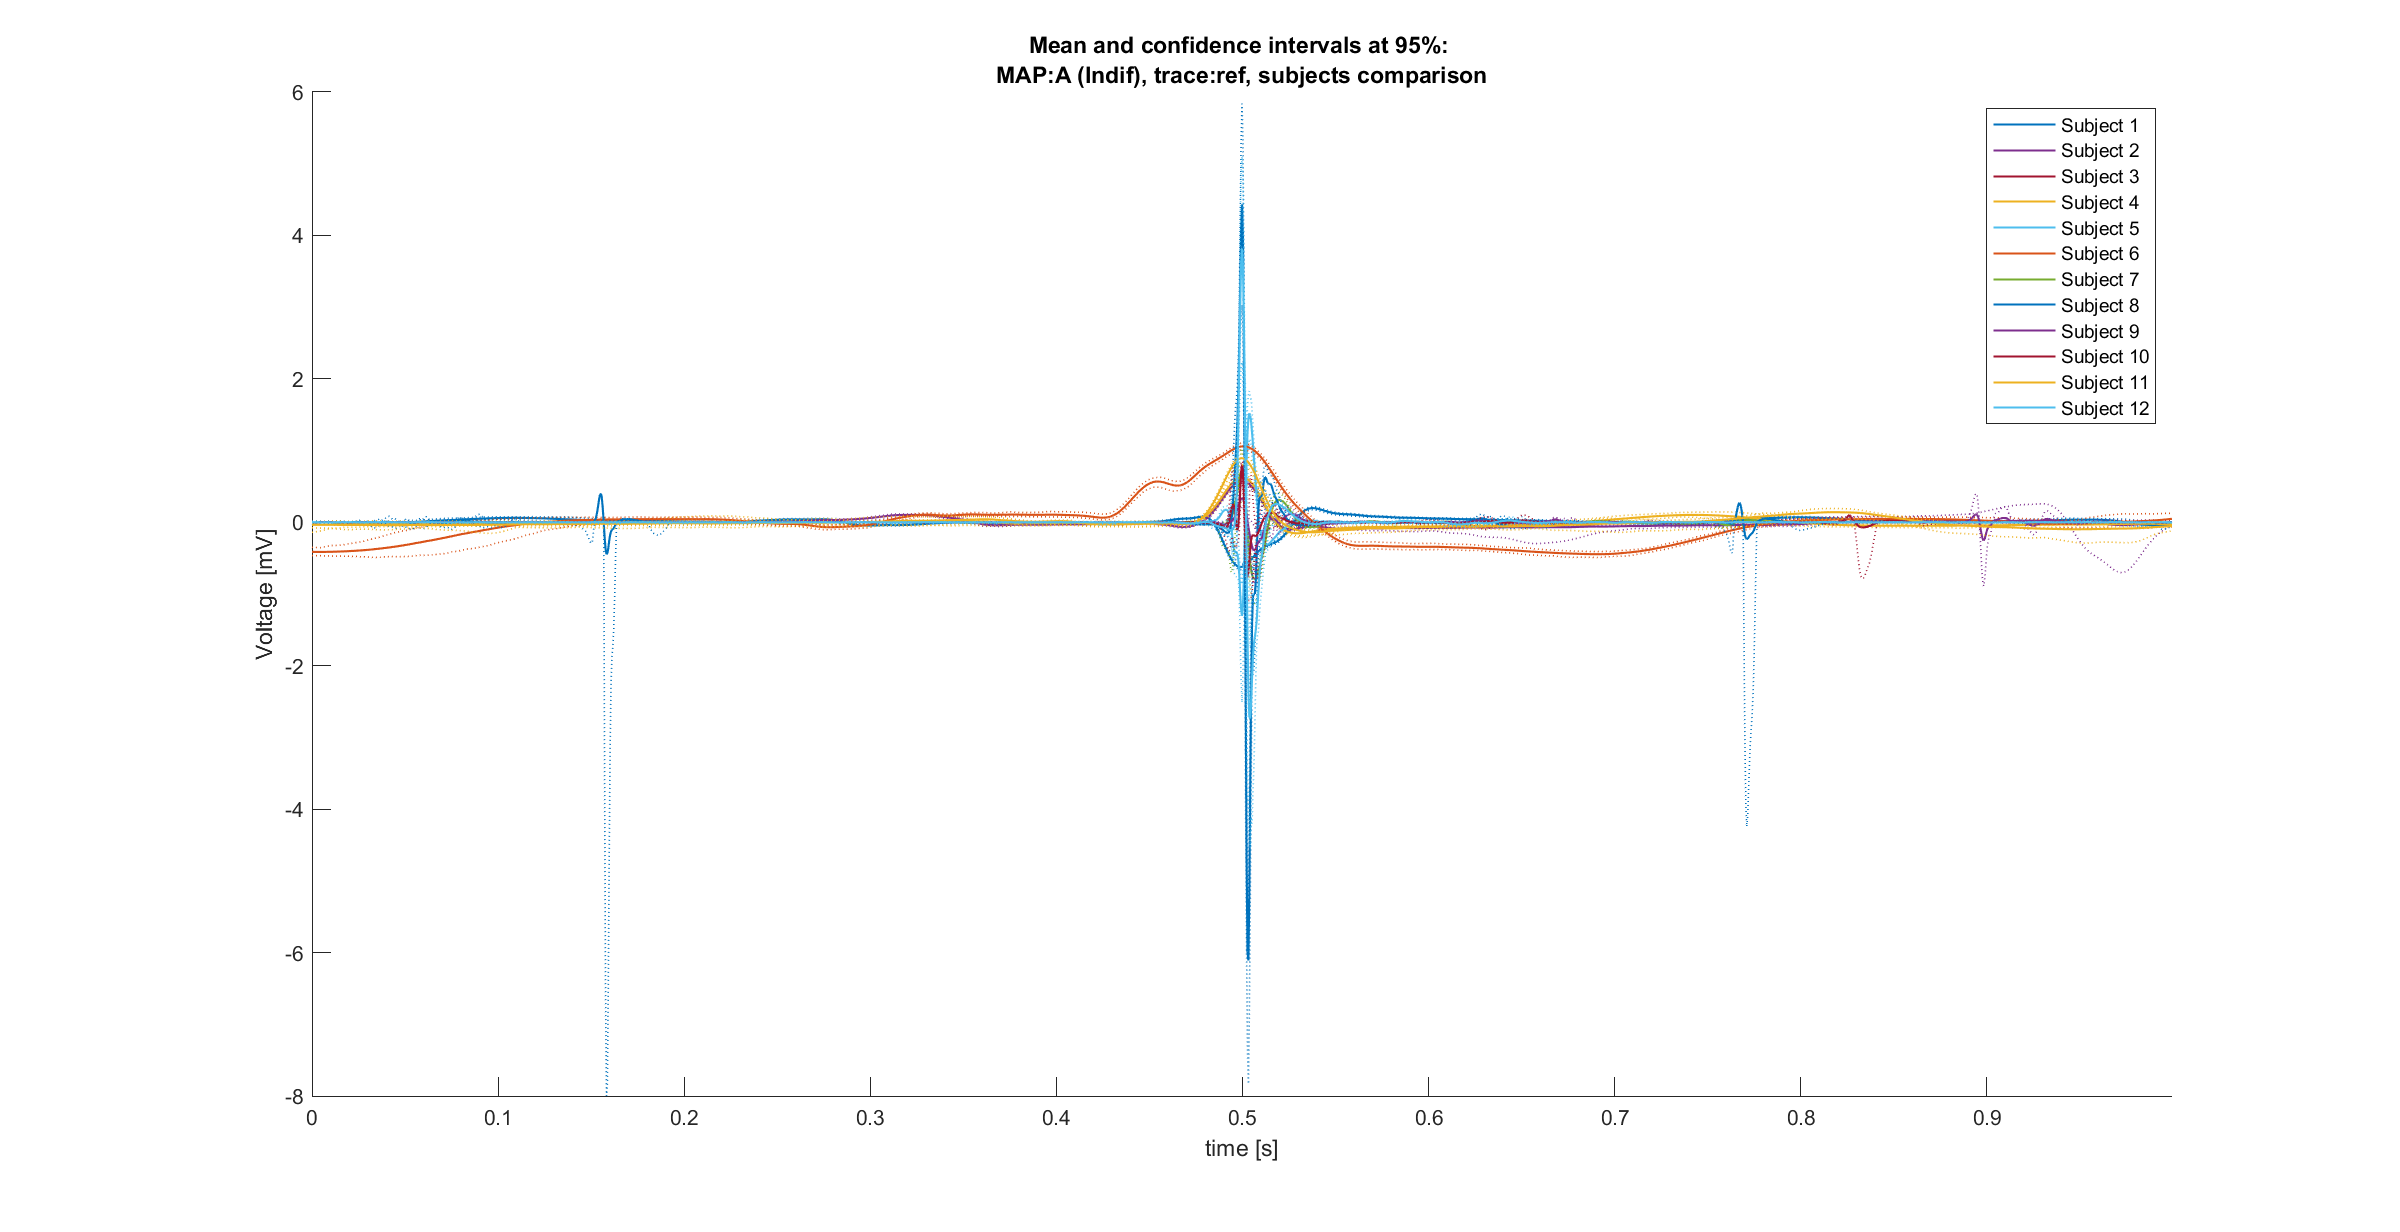 Mean and confidence intervals at 95%:
MAP:A (Indif), trace:ref, subjects comparison
6
4
2
0
-2
-4
-6
-8
Voltage [mV]
Subject 1
Subject 2
Subject 3
Subject 4
Subject 5
Subject 6
Subject 7
Subject 8
Subject 9
Subject 10
Subject 11
Subject 12
0
0.1
0.2
0.3
0.4
0.5
0.6
0.7
0.8
0.9
time [s]